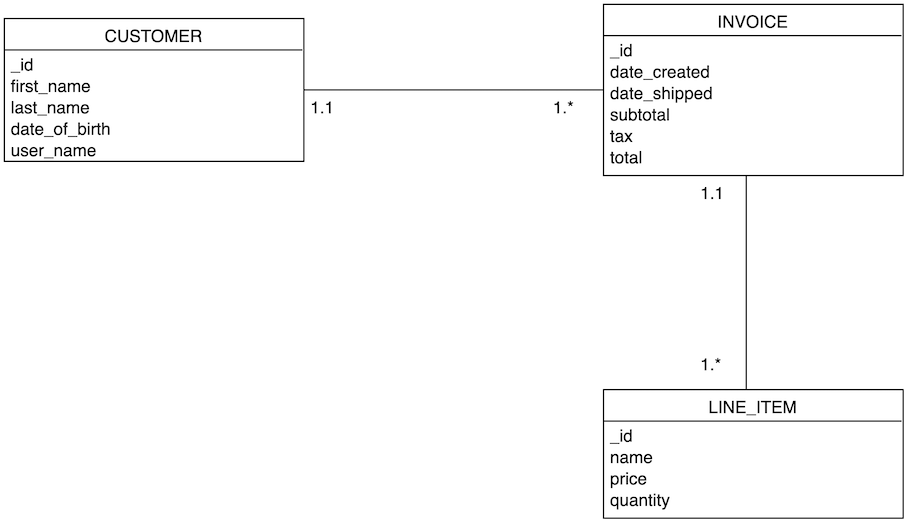 CUSTOMER
_id
first_name
last_name
date_of_birth
user_name
1.1
1.*
INVOICE
_id
date_created
date_shipped
subtotal
tax
total
1.1
1.*
LINE_ITEM
_id
name
price
quantity